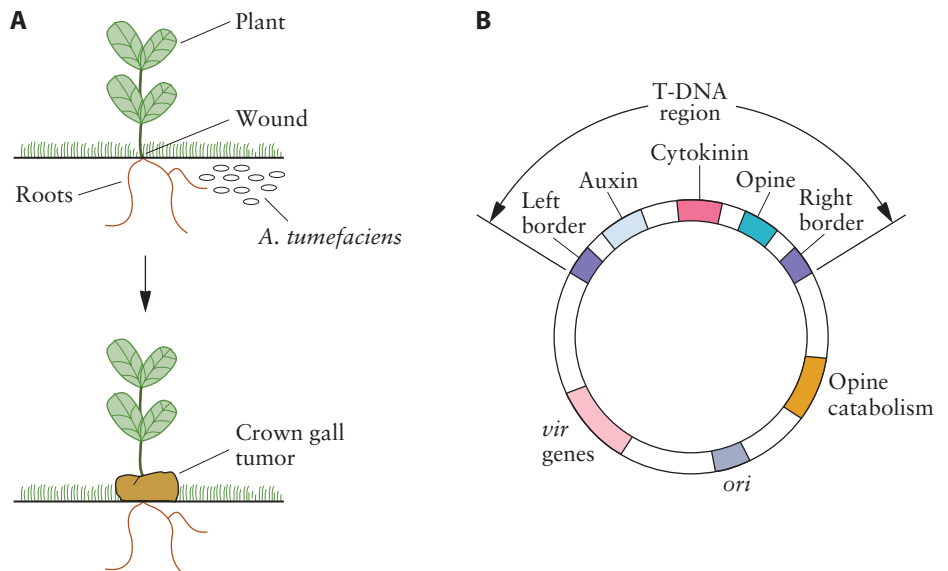 A
Plant
Wound
Roots
A. tumefaciens
Crown gall
tumor
B
T-DNA
region
Cytokinin
Auxin
Opine
Left
border
Right
border
Opine
catabolism
vir
genes
ori